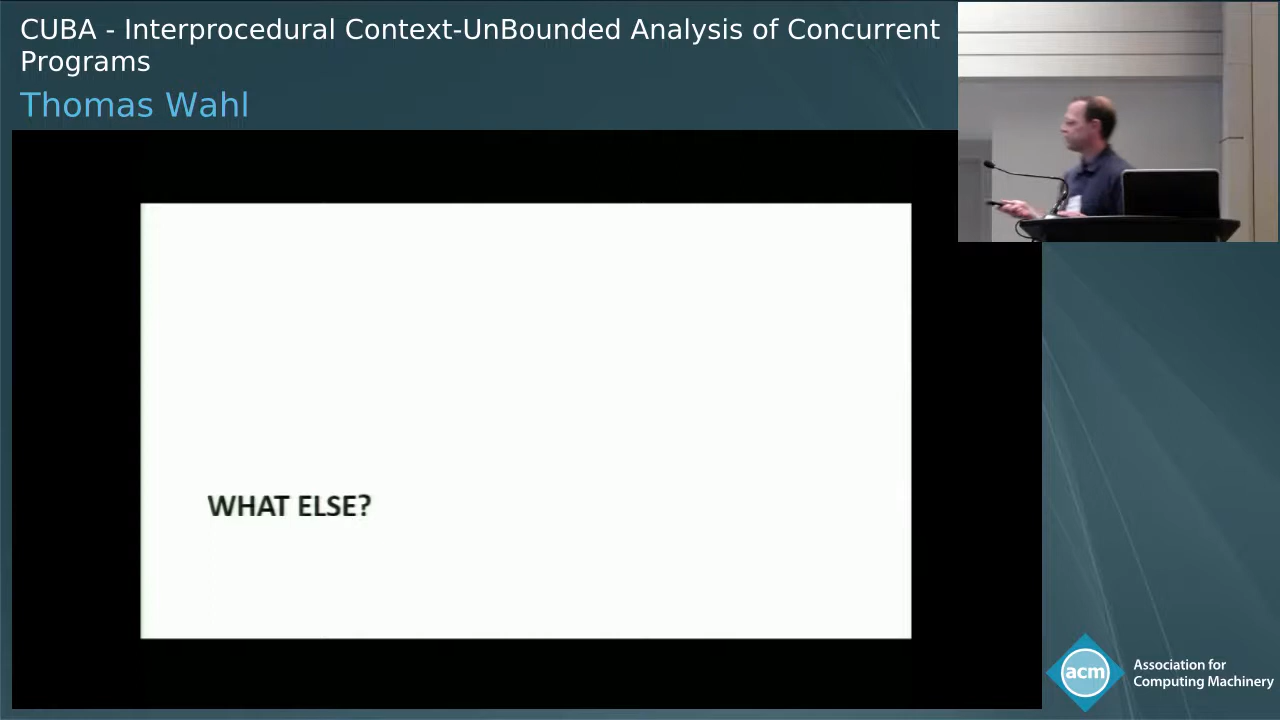 CUBA - Interprocedural Context-UnBounded Analysis of Concurrent
Programs
Thomas Wahl
WHAT ELSE?
acm
Association for
Computing Machinery